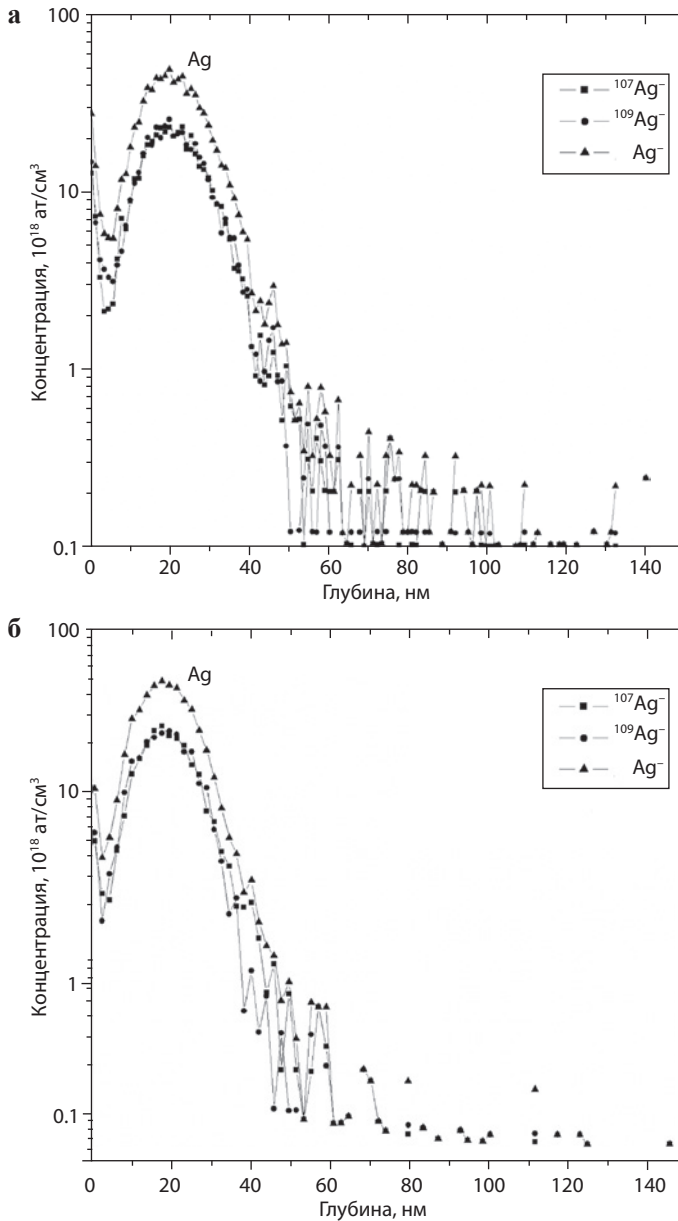 а
100
10
1
0.1
Концентрация, 10¹⁸ ат/см³
Ag
¹⁰⁷Ag⁻
¹⁰⁹Ag⁻
Ag⁻
0 20 40 60 80 100 120 140
Глубина, нм
б
100
10
1
0.1
Концентрация, 10¹⁸ ат/см³
Ag
¹⁰⁷Ag⁻
¹⁰⁹Ag⁻
Ag⁻
0 20 40 60 80 100 120 140
Глубина, нм